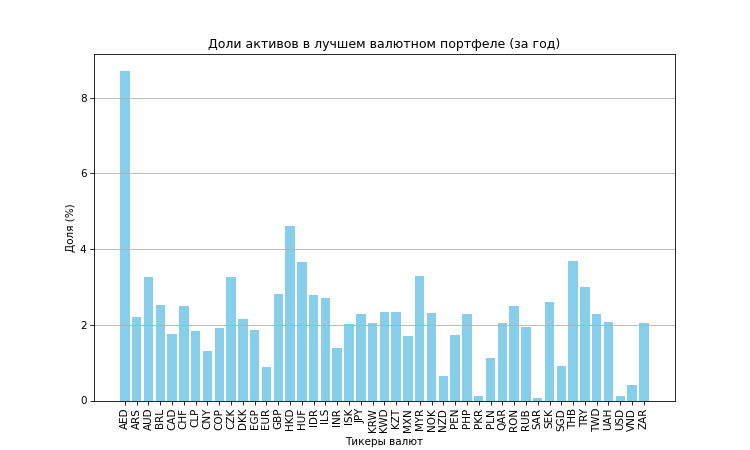 Доли активов в лучшем валютном портфеле (за год)
Доля (%)
8
6
4
2
0
AED ARS AUD BRL CAD CHF CLP CNY COP CZK DKK EGP EUR GBP HKD HUF IDR ILS INR ISK JPY KRW KWD KZT MXN MYR NOK NZD PEN PHP PKR PLN QAR RON RUB SAR SEK SGD THB TRY TWD UAH USD VND ZAR
Тикеры валют